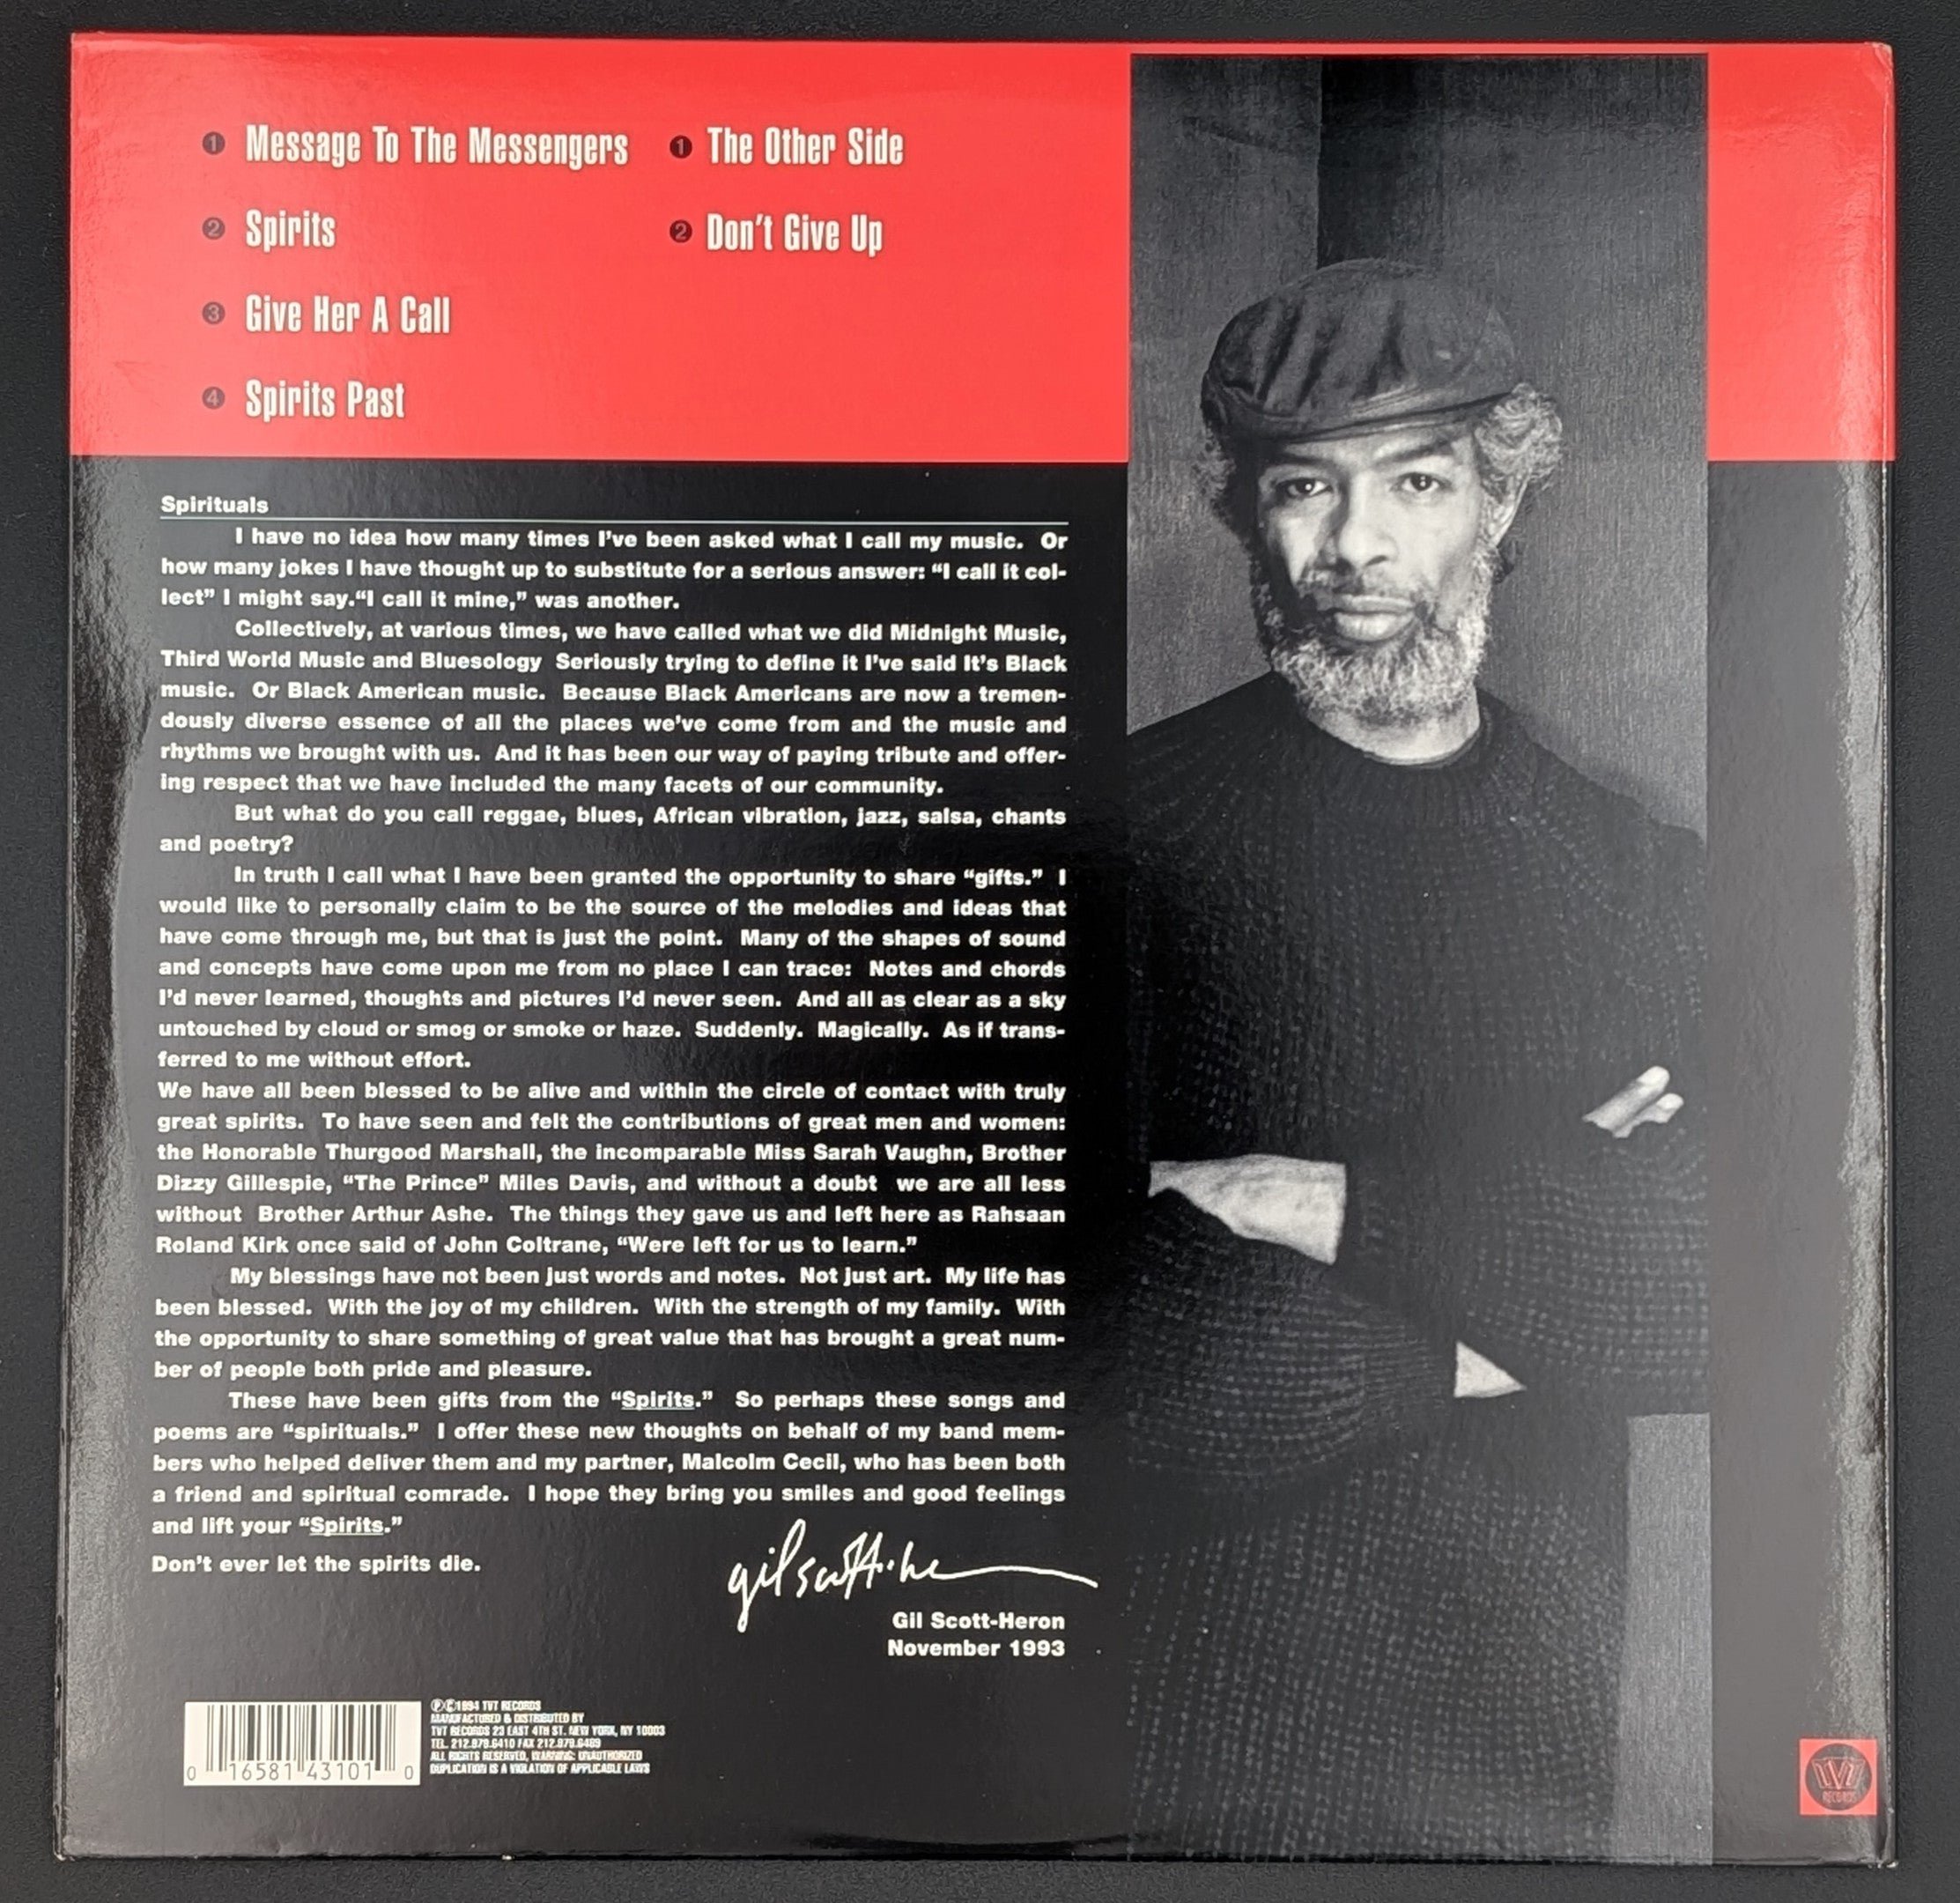 1 Message To The Messengers
2 Spirits
3 Give Her A Call
4 Spirits Past
1 The Other Side
2 Don't Give Up
Spirituals
I have no idea how many times I've been asked what I call my music. Or
how many jokes I have thought up to substitute for a serious answer: “I call it col-
lect” I might say.“I call it mine,” was another.
Collectively, at various times, we have called what we did Midnight Music,
Third World Music and Bluesology Seriously trying to define it I've said It's Black
music. Or Black American music. Because Black Americans are now a tremen-
dously diverse essence of all the places we've come from and the music and
rhythms we brought with us. And it has been our way of paying tribute and offer-
ing respect that we have included the many facets of our community.
But what do you call reggae, blues, African vibration, jazz, salsa, chants
and poetry?
In truth I call what I have been granted the opportunity to share “gifts.” I
would like to personally claim to be the source of the melodies and ideas that
have come through me, but that is just the point. Many of the shapes of sound
and concepts have come upon me from no place I can trace: Notes and chords
I'd never learned, thoughts and pictures I'd never seen. And all as clear as a sky
untouched by cloud or smog or smoke or haze. Suddenly. Magically. As if trans-
ferred to me without effort.
We have all been blessed to be alive and within the circle of contact with truly
great spirits. To have seen and felt the contributions of great men and women:
the Honorable Thurgood Marshall, the incomparable Miss Sarah Vaughn, Brother
Dizzy Gillespie, “The Prince” Miles Davis, and without a doubt we are all less
without Brother Arthur Ashe. The things they gave us and left here as Rahsaan
Roland Kirk once said of John Coltrane, “Were left for us to learn.”
My blessings have not been just words and notes. Not just art. My life has
been blessed. With the joy of my children. With the strength of my family. With
the opportunity to share something of great value that has brought a great num-
ber of people both pride and pleasure.
These have been gifts from the “Spirits.” So perhaps these songs and
poems are “spirituals.” I offer these new thoughts on behalf of my band mem-
bers who helped deliver them and my partner, Malcolm Cecil, who has been both
a friend and spiritual comrade. I hope they bring you smiles and good feelings
and lift your “Spirits.”
Don't ever let the spirits die.
gil scott-he
Gil Scott-Heron
November 1993
0 16581 43101 0
℗©1994 TVT RECORDS
MANUFACTURED & DISTRIBUTED BY
TVT RECORDS 23 EAST 4TH ST. NEW YORK, NY 10003
TEL. 212.979.6410 FAX 212.979.6489
ALL RIGHTS RESERVED, WARNING: UNAUTHORIZED
DUPLICATION IS A VIOLATION OF APPLICABLE LAWS
TVT
RECORDS